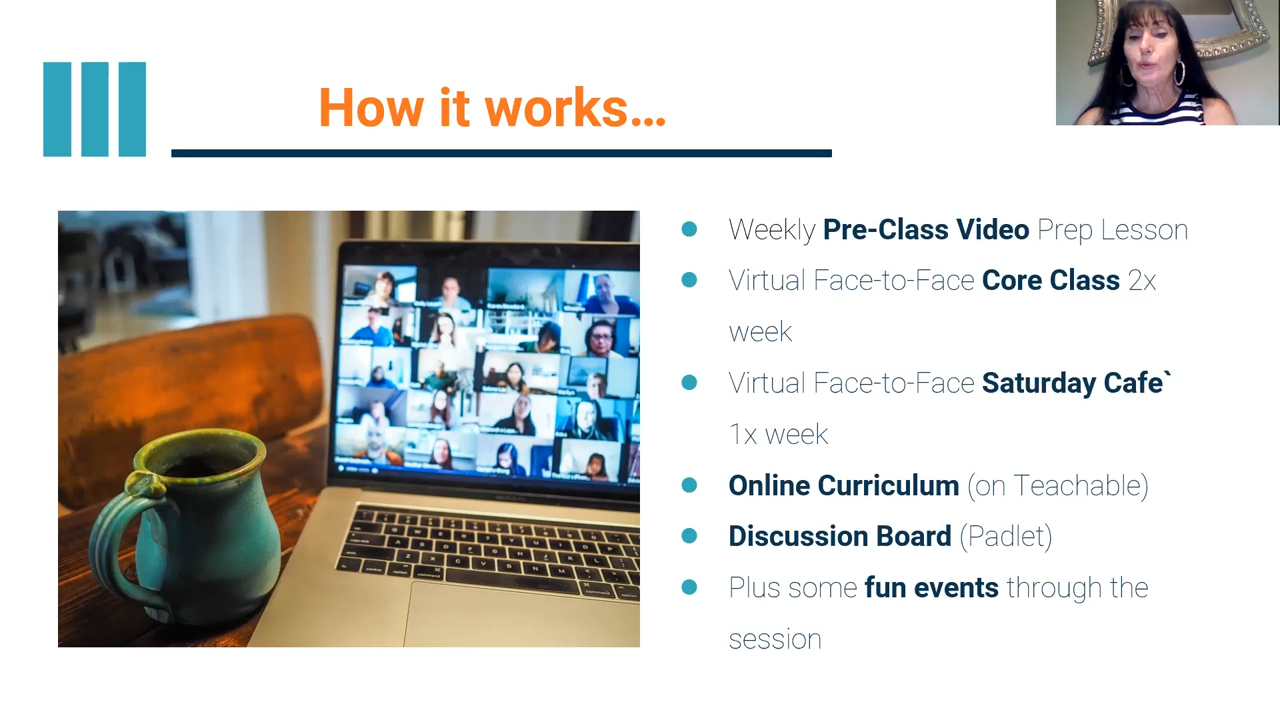 How it works...
Weekly Pre-Class Video Prep Lesson
Virtual Face-to-Face Core Class 2x
week
Virtual Face-to-Face Saturday Cafe`
1x week
Online Curriculum (on Teachable)
Discussion Board (Padlet)
Plus some fun events through the
session